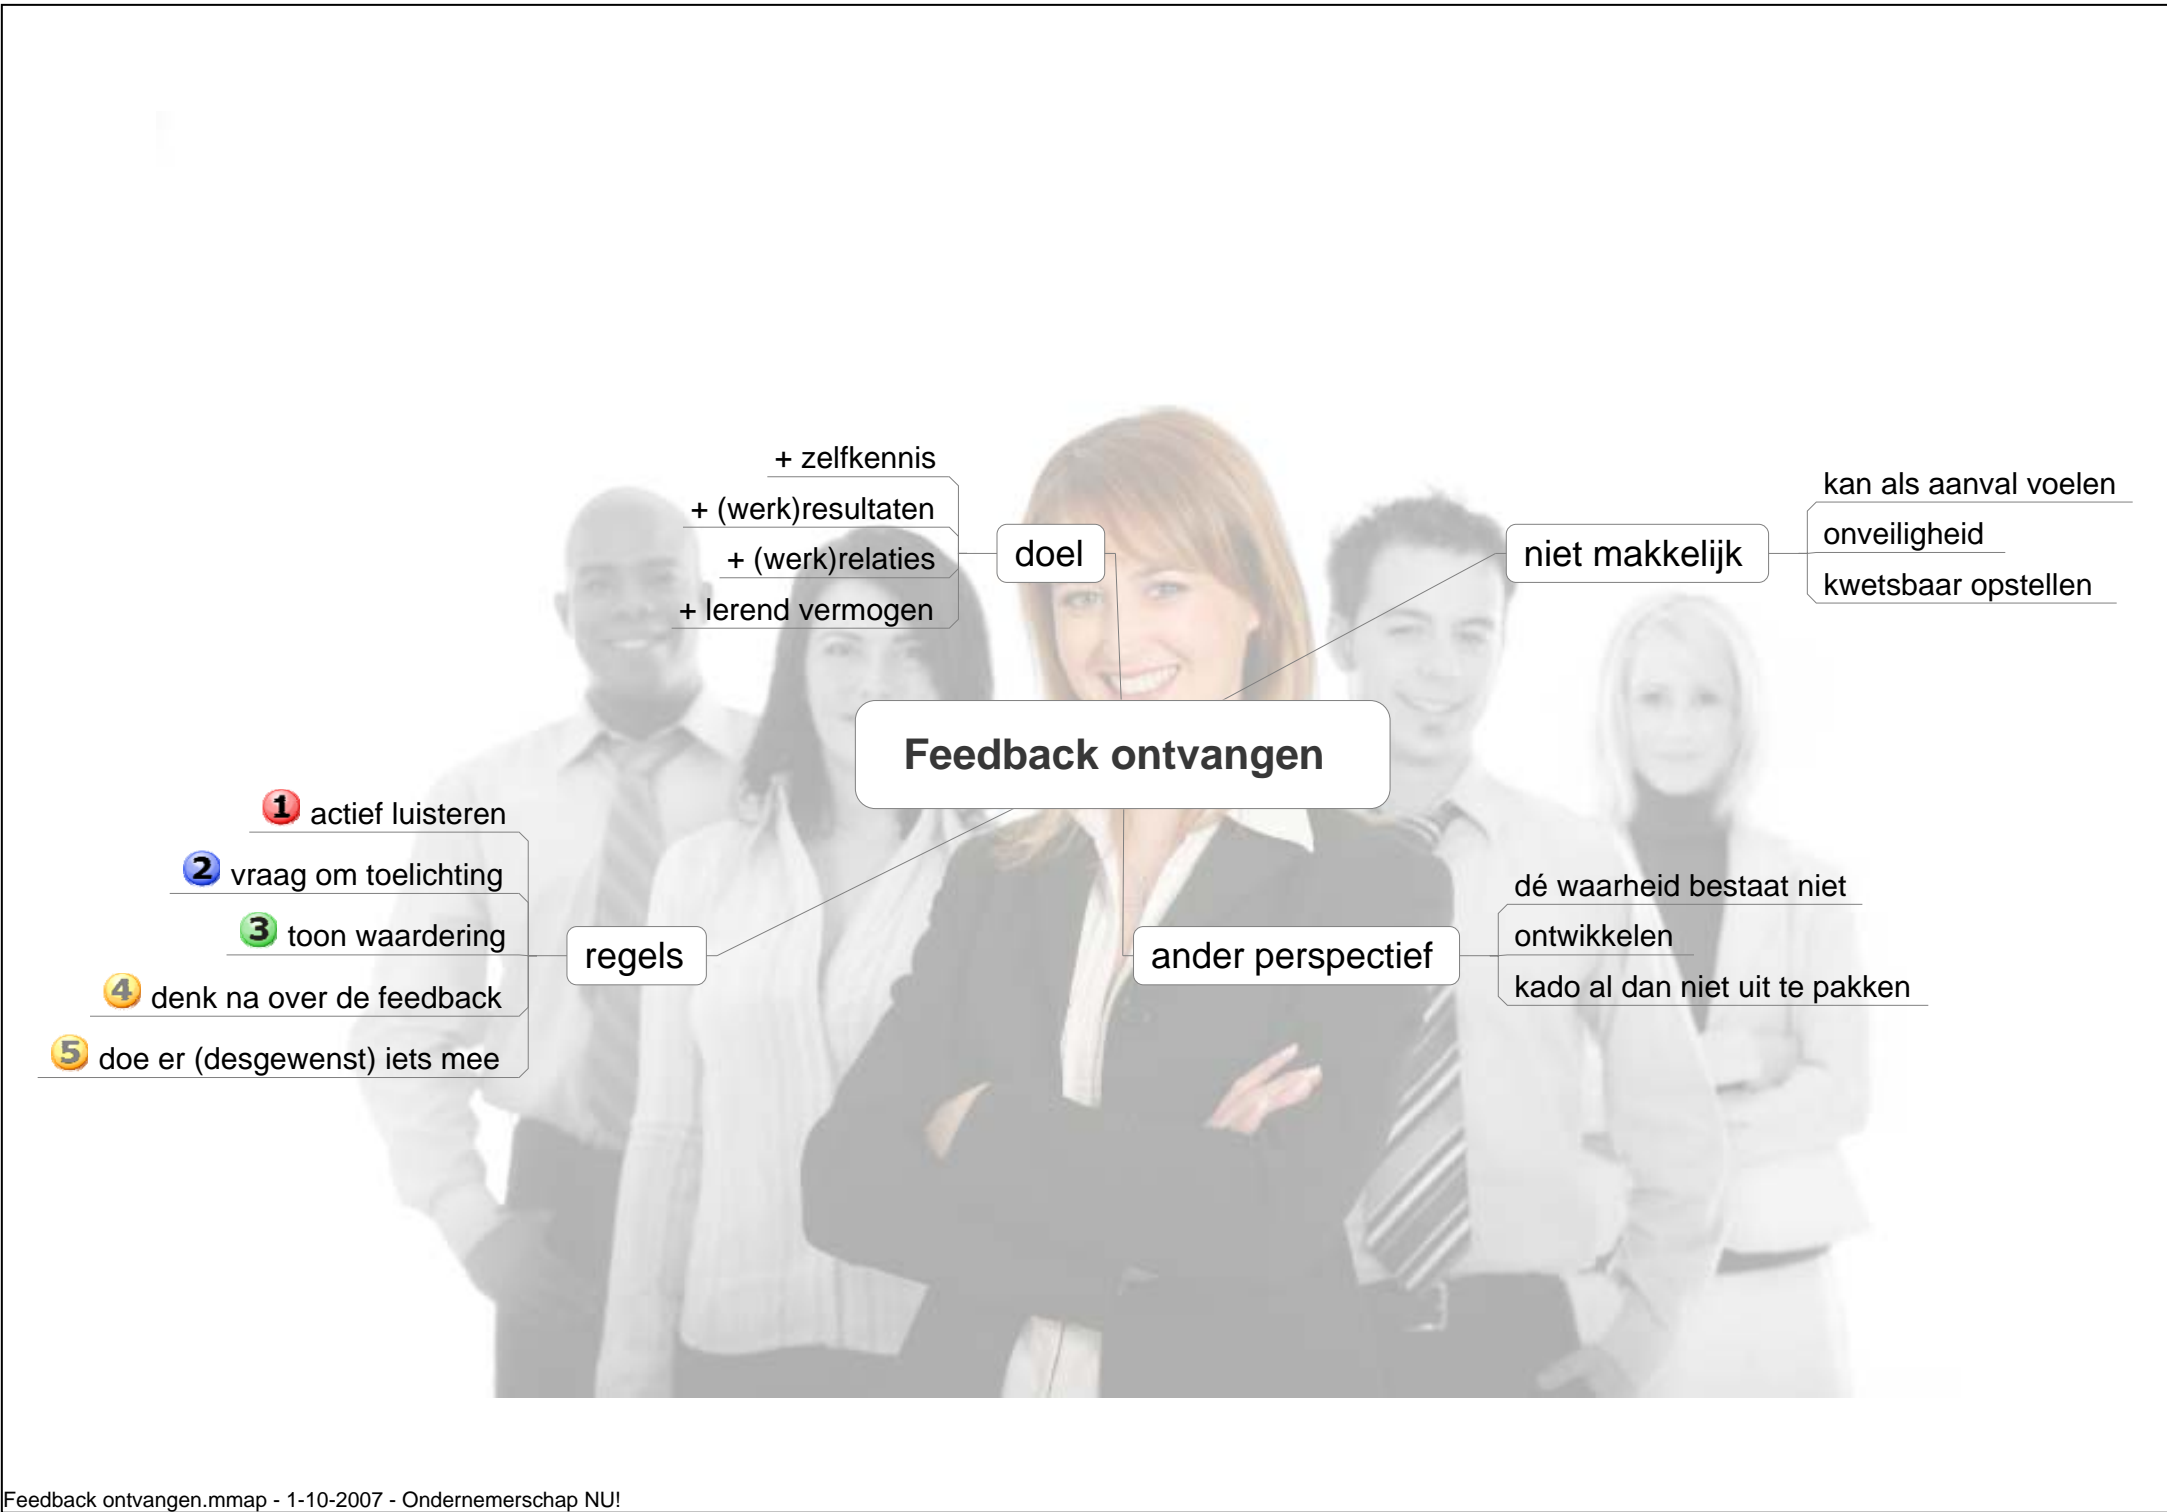 Feedback ontvangen
doel
+ zelfkennis
+ (werk)resultaten
+ (werk)relaties
+ lerend vermogen
niet makkelijk
kan als aanval voelen
onveiligheid
kwetsbaar opstellen
regels
1 actief luisteren
2 vraag om toelichting
3 toon waardering
4 denk na over de feedback
5 doe er (desgewenst) iets mee
ander perspectief
dé waarheid bestaat niet
ontwikkelen
kado al dan niet uit te pakken
Feedback ontvangen.mmap - 1-10-2007 - Ondernemerschap NU!